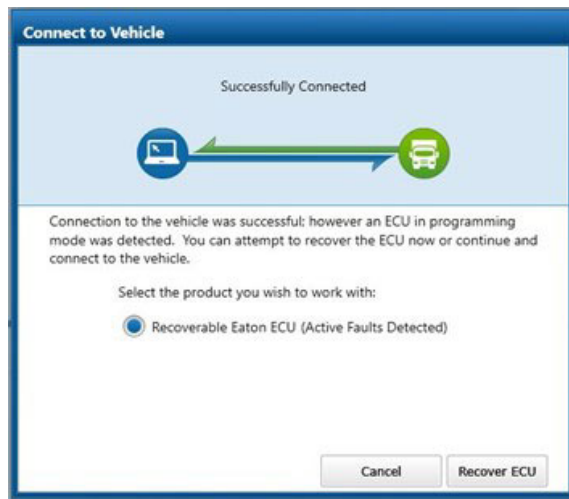 Connect to Vehicle
Successfully Connected
Connection to the vehicle was successful; however an ECU in programming
mode was detected.  You can attempt to recover the ECU now or continue and
connect to the vehicle.
Select the product you wish to work with:
Recoverable Eaton ECU (Active Faults Detected)
Cancel
Recover ECU